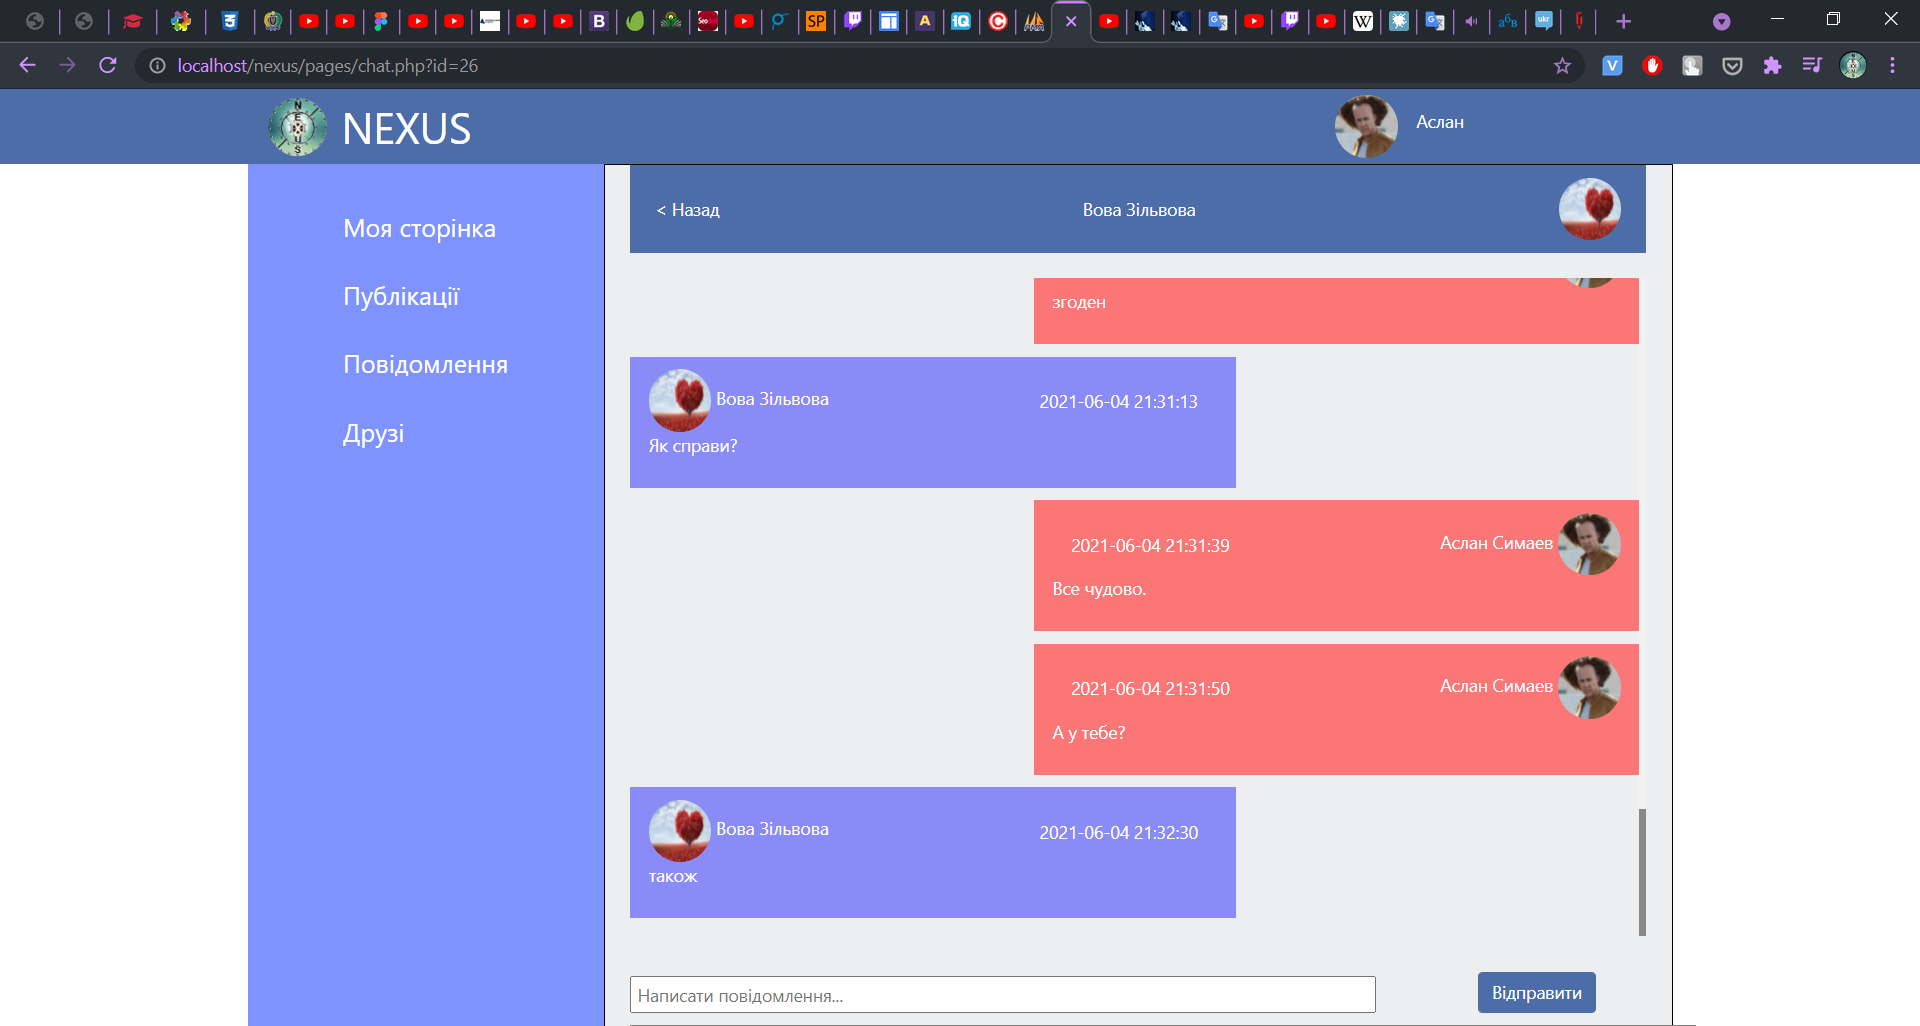 localhost/nexus/pages/chat.php?id=26
NEXUS
Аслан
Моя сторінка
Публікації
Повідомлення
Друзі
< Назад
Вова Зільвова
згоден
Вова Зільвова
2021-06-04 21:31:13
Як справи?
2021-06-04 21:31:39
Аслан Симаев
Все чудово.
2021-06-04 21:31:50
Аслан Симаев
А у тебе?
Вова Зільвова
2021-06-04 21:32:30
також
Написати повідомлення...
Відправити